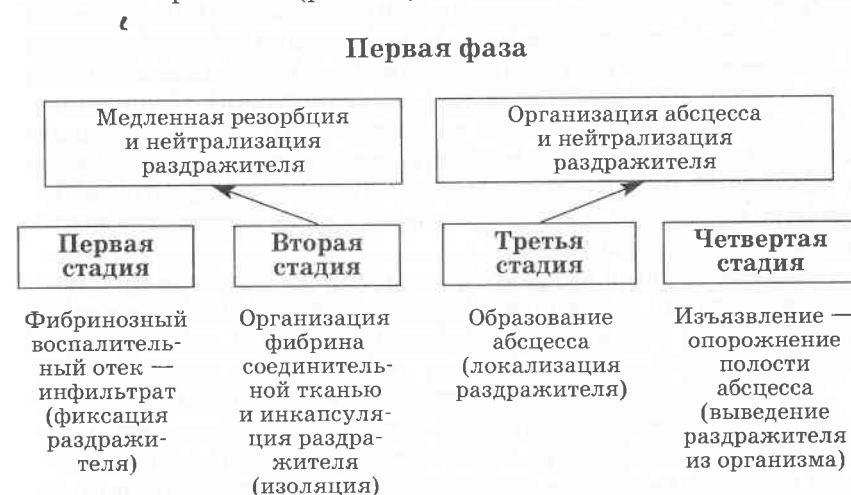 Первая фаза
Медленная резорбция
и нейтрализация
раздражителя
Организация абсцесса
и нейтрализация
раздражителя
Первая
стадия
Вторая
стадия
Третья
стадия
Четвертая
стадия
Фибринозный
воспалитель-
ный отек —
инфильтрат
(фиксация
раздражи-
теля)
Организация
фибрина
соединитель-
ной тканью
и инкапсуля-
ция раздра-
жителя
(изоляция)
Образование
абсцесса
(локализация
раздражителя)
Изъязвление —
опорожнение
полости
абсцесса
(выведение
раздражителя
из организма)